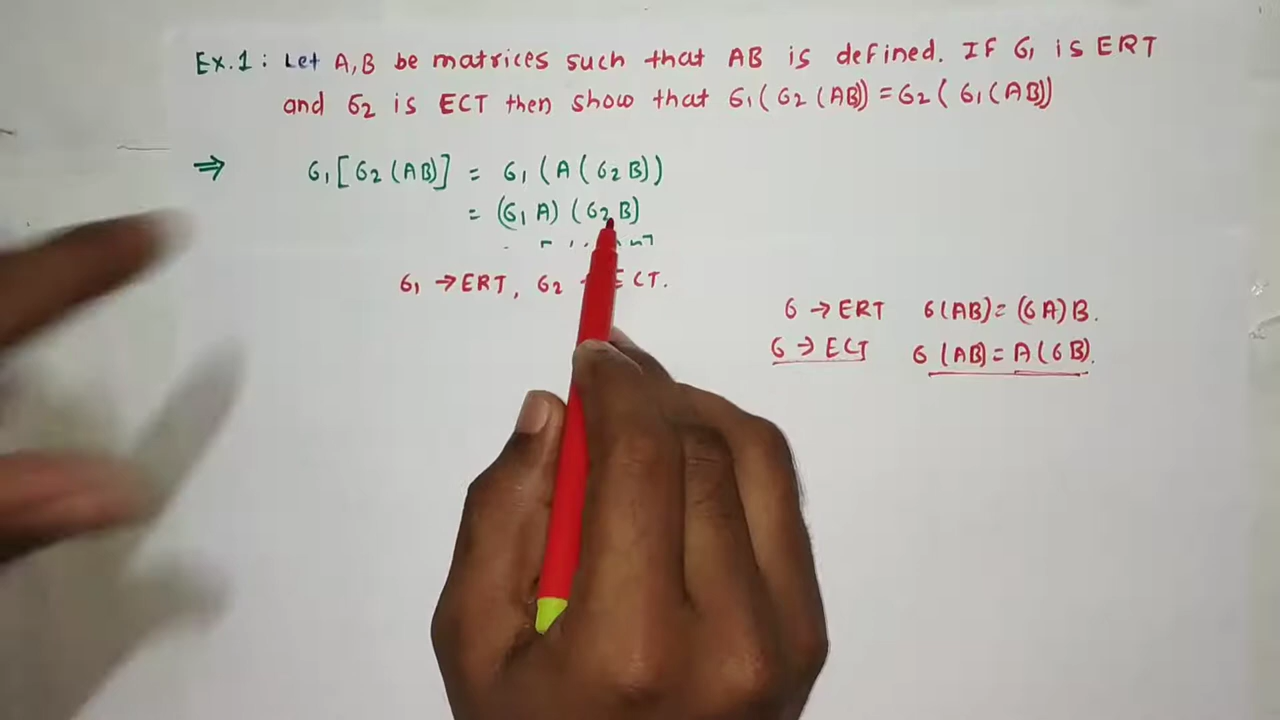 Ex.1: Let A,B be matrices such that AB is defined. If σ₁ is ERT
and σ₂ is ECT then show that σ₁(σ₂(AB)) = σ₂(σ₁(AB))
⇒ σ₁[σ₂(AB)] = σ₁(A(σ₂B))
= (σ₁A)(σ₂B)
σ₁ → ERT, σ₂ ECT.
σ → ERT σ(AB) = (σA)B.
σ → ECT σ(AB) = A(σB).